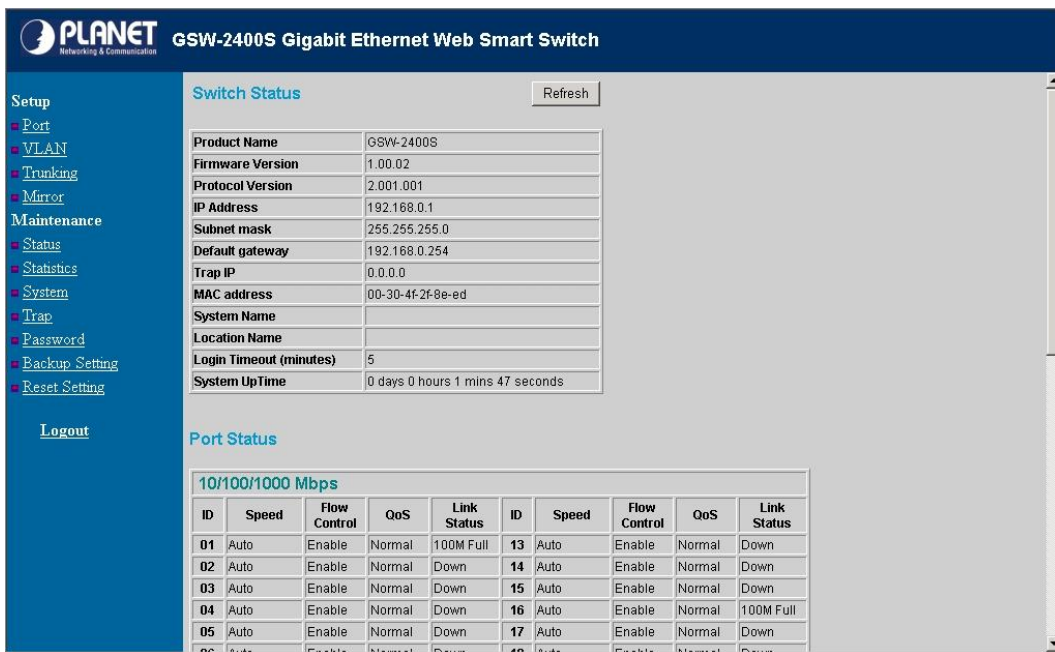 PLANET
Networking & Communication
GSW-2400S Gigabit Ethernet Web Smart Switch
Setup
Port
VLAN
Trunking
Mirror
Maintenance
Status
Statistics
System
Trap
Password
Backup Setting
Reset Setting
Logout
Switch Status
Refresh
Product Name GSW-2400S
Firmware Version 1.00.02
Protocol Version 2.001.001
IP Address 192.168.0.1
Subnet mask 255.255.255.0
Default gateway 192.168.0.254
Trap IP 0.0.0.0
MAC address 00-30-4f-2f-8e-ed
System Name
Location Name
Login Timeout (minutes) 5
System UpTime 0 days 0 hours 1 mins 47 seconds
Port Status
10/100/1000 Mbps
ID Speed Flow Control QoS Link Status ID Speed Flow Control QoS Link Status
01 Auto Enable Normal 100M Full 13 Auto Enable Normal Down
02 Auto Enable Normal Down 14 Auto Enable Normal Down
03 Auto Enable Normal Down 15 Auto Enable Normal Down
04 Auto Enable Normal Down 16 Auto Enable Normal 100M Full
05 Auto Enable Normal Down 17 Auto Enable Normal Down